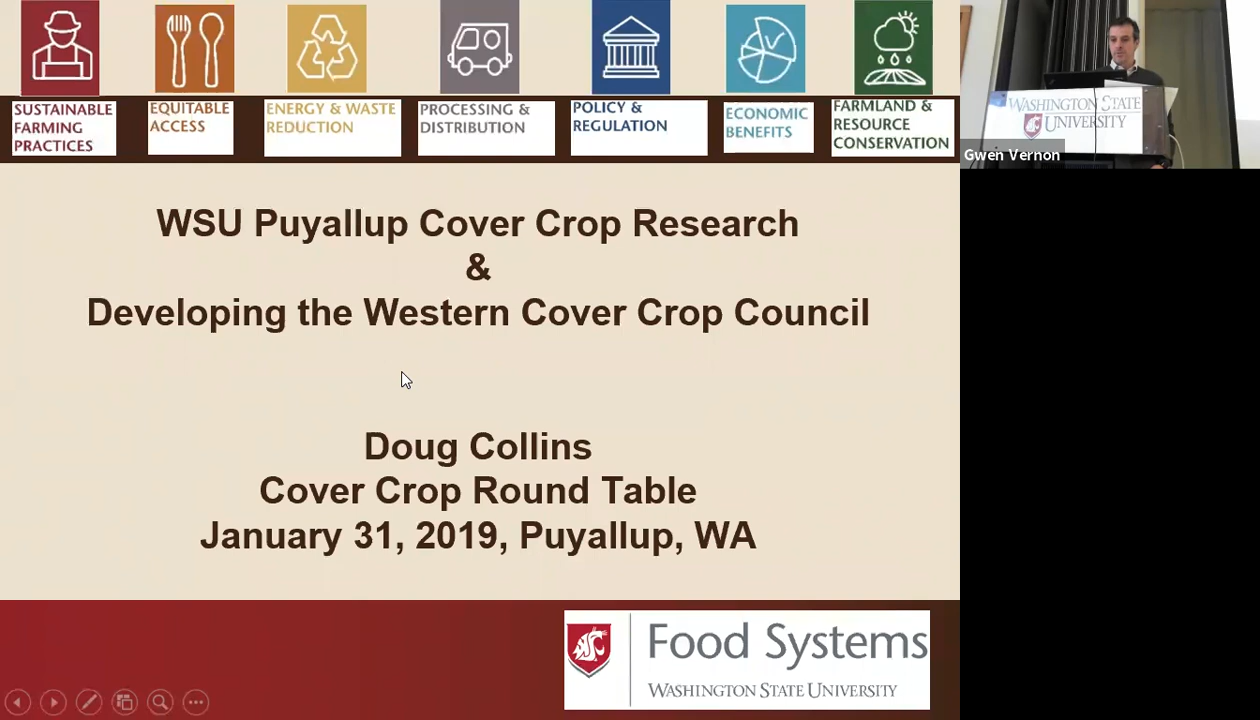 SUSTAINABLE
FARMING
PRACTICES
EQUITABLE
ACCESS
ENERGY & WASTE
REDUCTION
PROCESSING &
DISTRIBUTION
POLICY &
REGULATION
ECONOMIC
BENEFITS
FARMLAND &
RESOURCE
CONSERVATION
WASHINGTON STATE
UNIVERSITY
Gwen Vernon
WSU Puyallup Cover Crop Research
&
Developing the Western Cover Crop Council
Doug Collins
Cover Crop Round Table
January 31, 2019, Puyallup, WA
Food Systems
WASHINGTON STATE UNIVERSITY